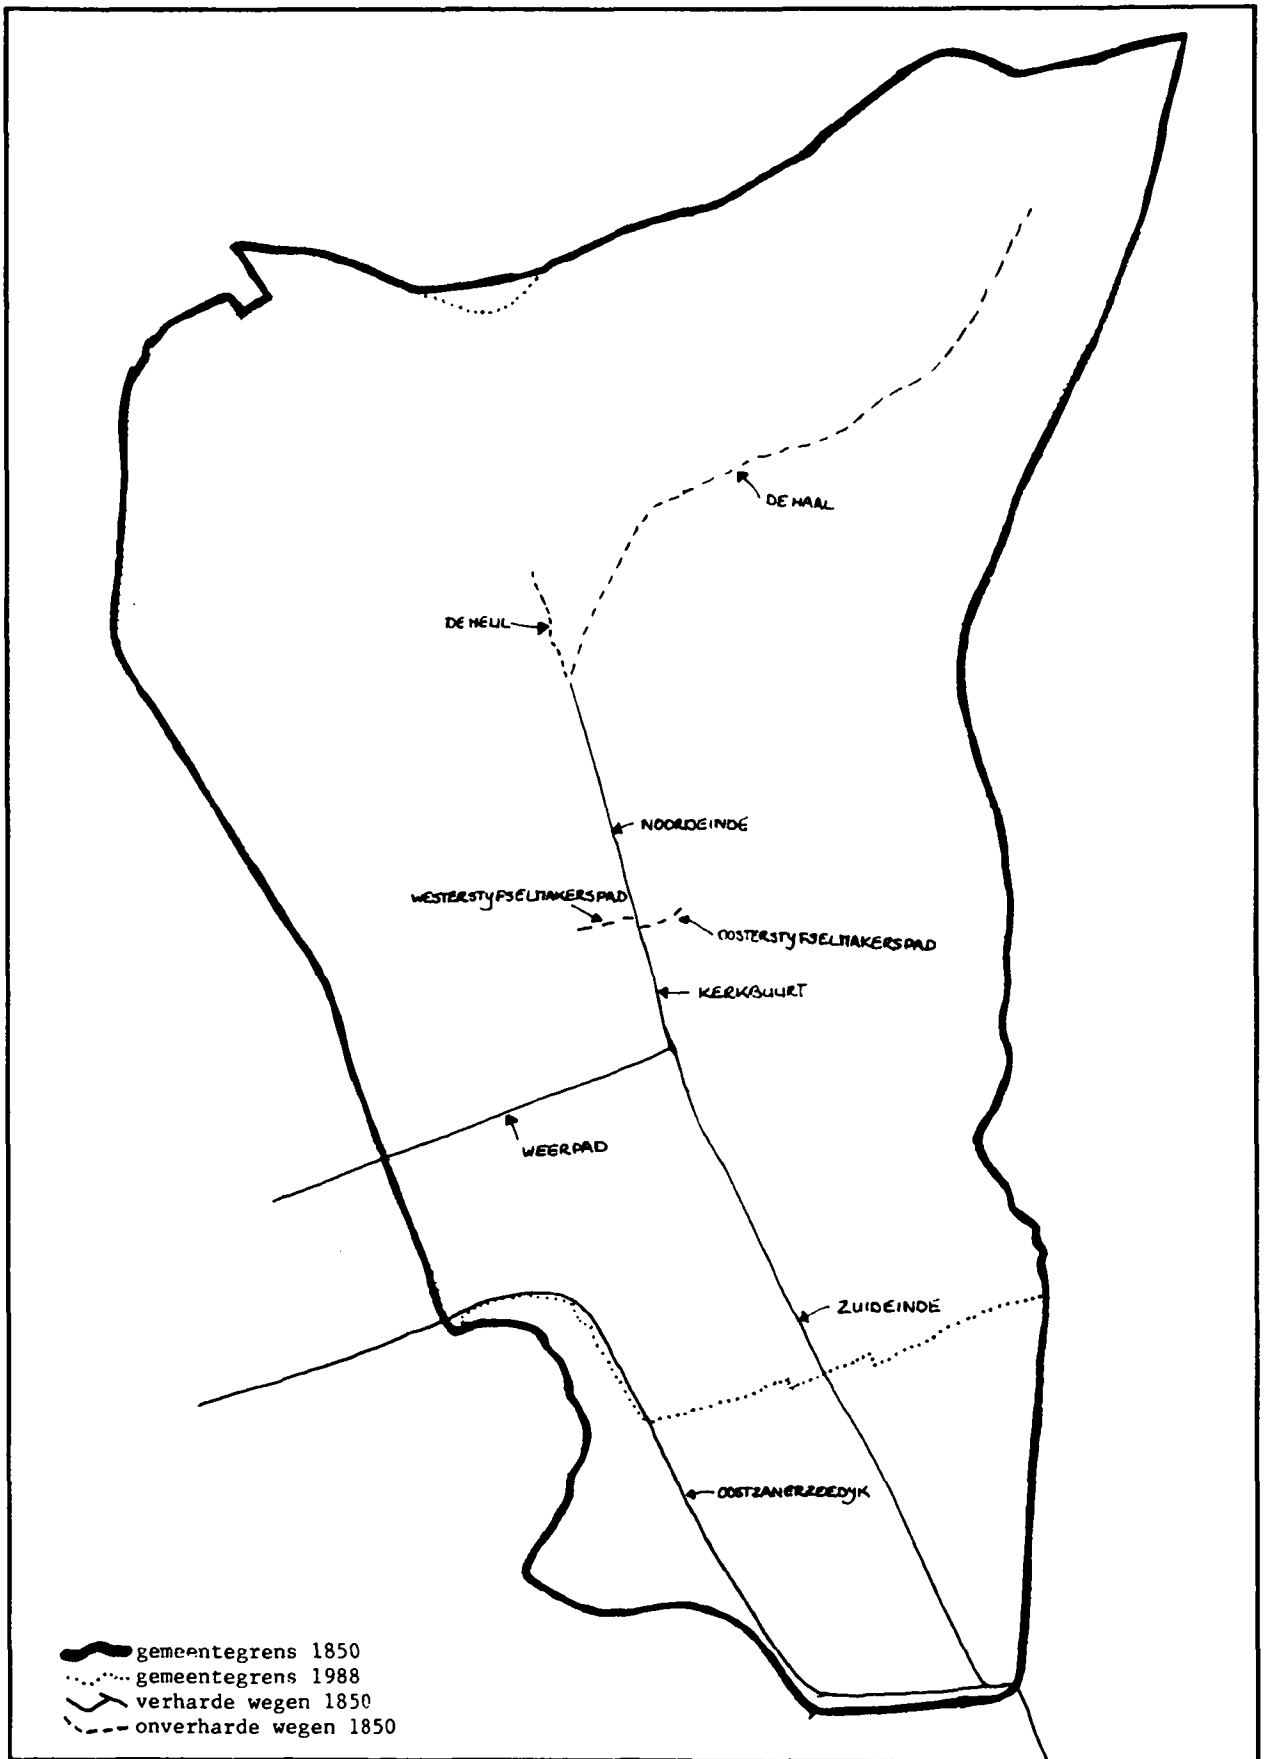 DE HAAL
DE HEUL
NOORDEINDE
WESTERSTYFSELMAKERSPAD
OOSTERSTYFSELMAKERSPAD
KERKBUURT
WEERPAD
ZUIDEINDE
OOSTZANERZEEDYK
gemeentegrens 1850
gemeentegrens 1988
verharde wegen 1850
onverharde wegen 1850